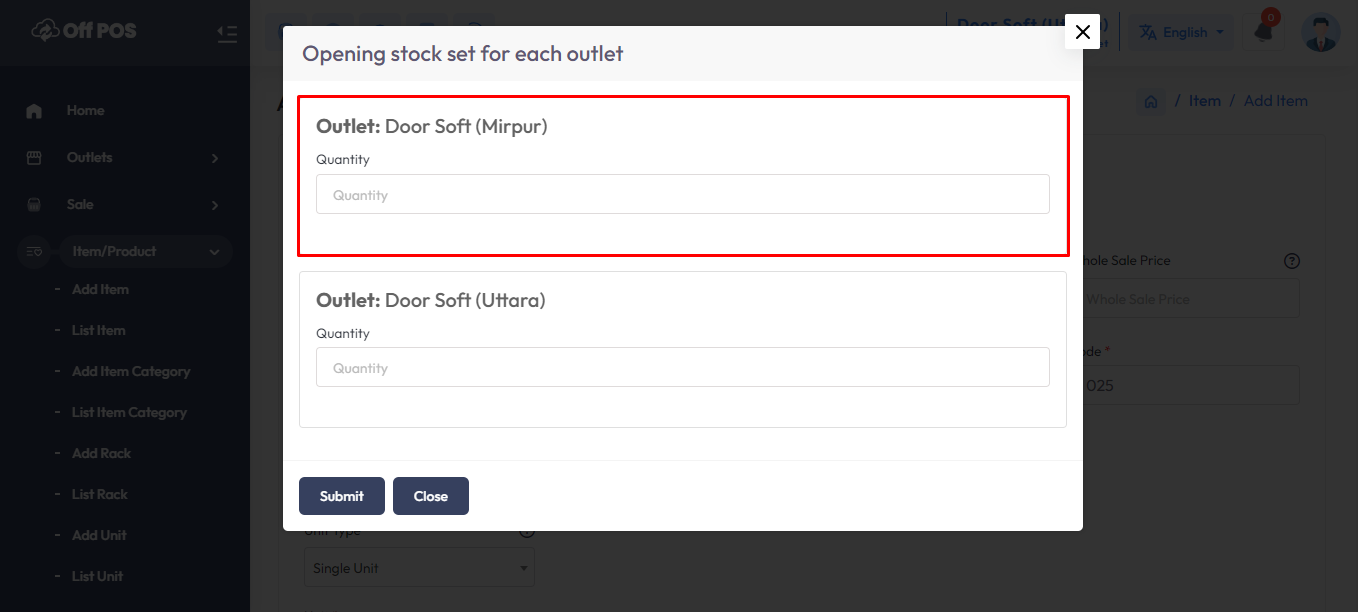 Off POS
Door Soft (Ut
English
0
Opening stock set for each outlet
Home
Outlets
Sale
Item/Product
- Add Item
- List Item
- Add Item Category
- List Item Category
- Add Rack
- List Rack
- Add Unit
- List Unit
/ Item / Add Item
Outlet: Door Soft (Mirpur)
Quantity
Quantity
Outlet: Door Soft (Uttara)
Quantity
Quantity
Submit Close
hole Sale Price
Whole Sale Price
ode *
025
Unit Type
Single Unit